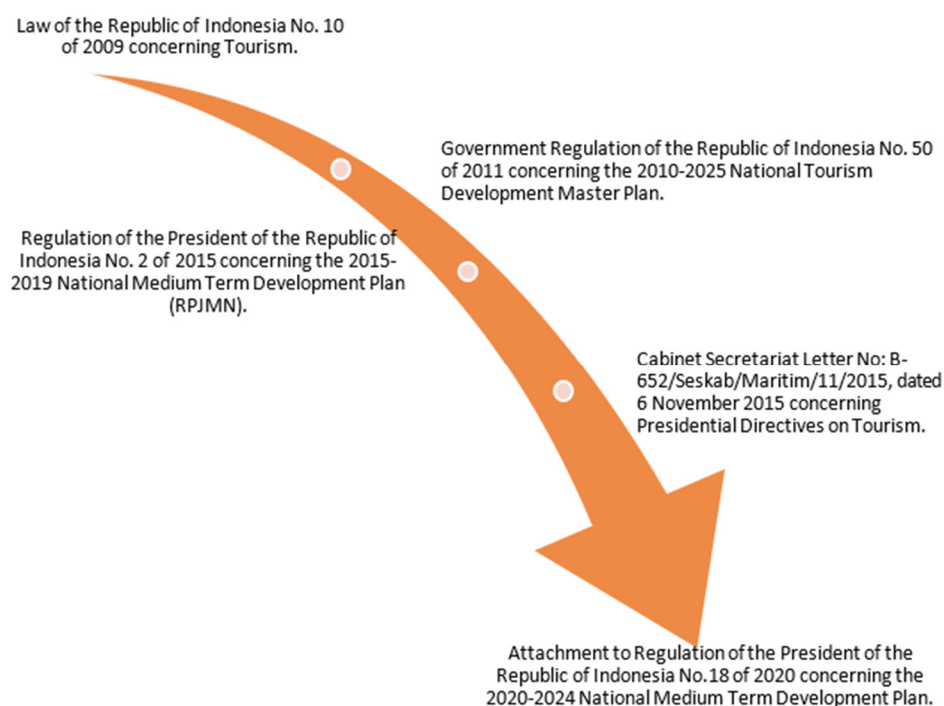 Law of the Republic of Indonesia No. 10
of 2009 concerning Tourism.
Government Regulation of the Republic of Indonesia No. 50
of 2011 concerning the 2010-2025 National Tourism
Development Master Plan.
Regulation of the President of the Republic of
Indonesia No. 2 of 2015 concerning the 2015-
2019 National Medium Term Development Plan
(RPJMN).
Cabinet Secretariat Letter No: B-
652/Seskab/Maritim/11/2015, dated
6 November 2015 concerning
Presidential Directives on Tourism.
Attachment to Regulation of the President of the
Republic of Indonesia No.18 of 2020 concerning the
2020-2024 National Medium Term Development Plan.